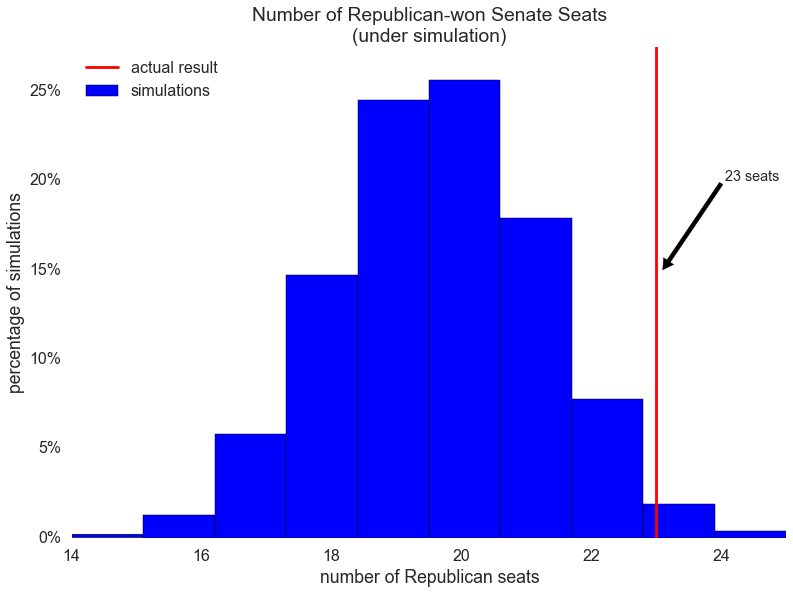 Number of Republican-won Senate Seats
(under simulation)
actual result
simulations
25%
20%
15%
10%
5%
0%
percentage of simulations
23 seats
14 16 18 20 22 24
number of Republican seats